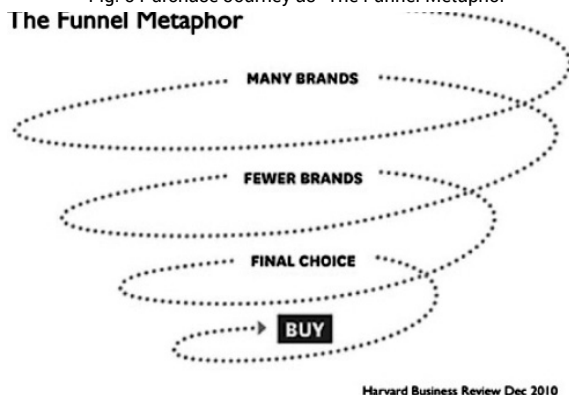 The Funnel Metaphor
MANY BRANDS
FEWER BRANDS
FINAL CHOICE
BUY
Harvard Business Review Dec 2010